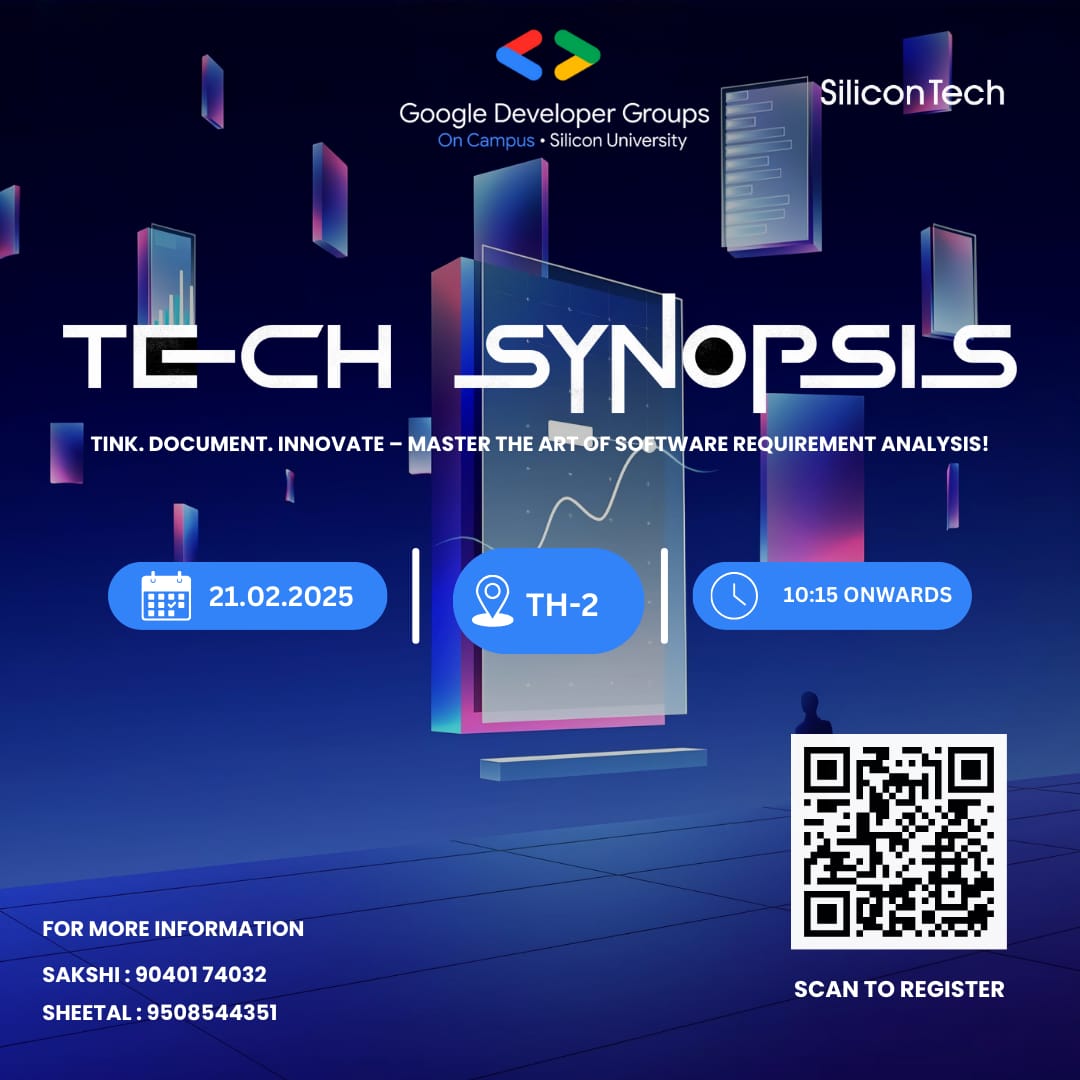 Google Developer Groups
On Campus • Silicon University
SiliconTech
TECH SYNOPSIS
TINK. DOCUMENT. INNOVATE – MASTER THE ART OF SOFTWARE REQUIREMENT ANALYSIS!
21.02.2025
TH-2
10:15 ONWARDS
FOR MORE INFORMATION
SAKSHI : 90401 74032
SHEETAL : 9508544351
SCAN TO REGISTER